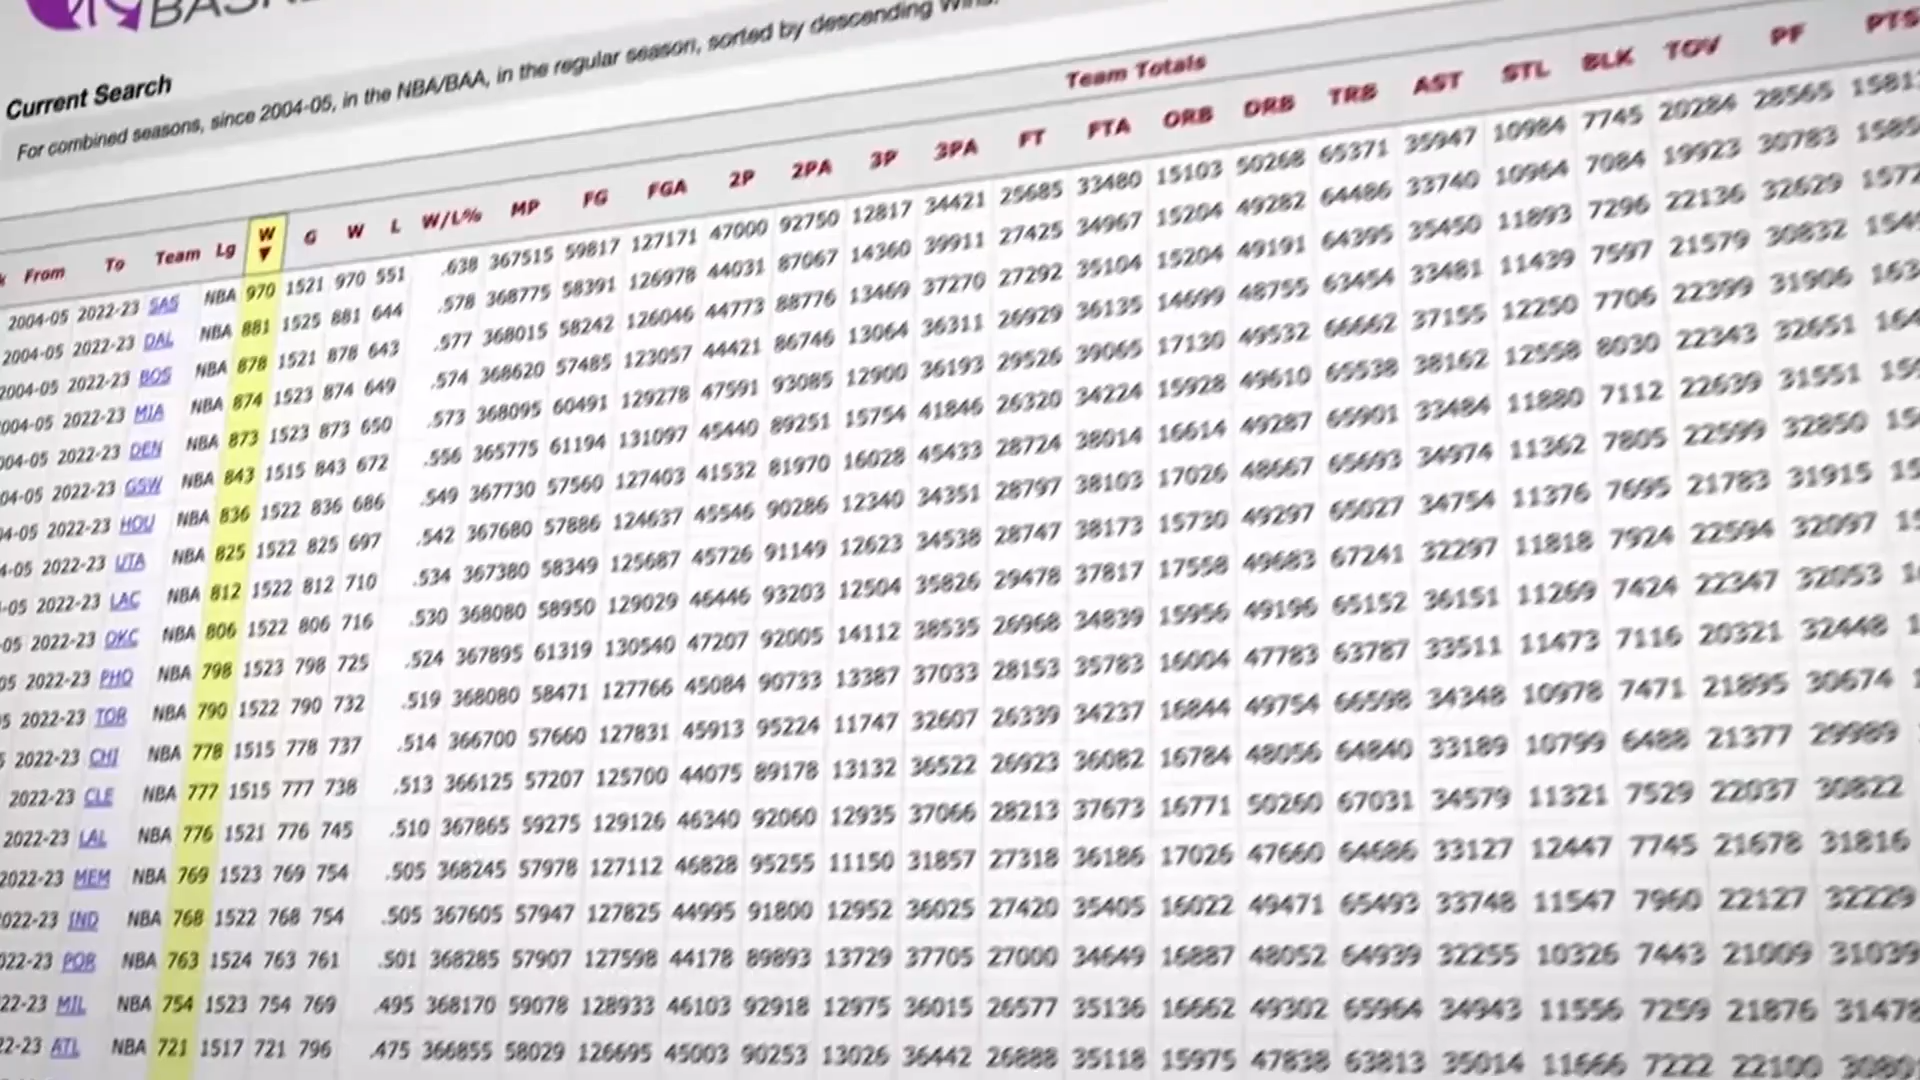 BASK
Current Search
For combined seasons, since 2004-05, in the NBA/BAA, in the regular season, sorted by descending Wins.
Team Totals
k From To Team Lg W ▼ G W L W/L% MP FG FGA 2P 2PA 3P 3PA FT FTA ORB DRB TRB AST STL BLK TOV PF PTS
2004-05 2022-23 SAS NBA 970 1521 970 551 .638 367515 59817 127171 47000 92750 12817 34421 25685 33480 15103 50268 65371 35947 10984 7745 20284 28565 1581
2004-05 2022-23 DAL NBA 881 1525 881 644 .578 368775 58391 126978 44031 87067 14360 39911 27425 34967 15204 49282 64486 33740 10964 7084 19923 30783 1585
2004-05 2022-23 BOS NBA 878 1521 878 643 .577 368015 58242 126046 44773 88776 13469 37270 27292 35104 15204 49191 64395 35450 11893 7296 22136 32629 1572
004-05 2022-23 MIA NBA 874 1523 874 649 .574 368620 57485 123057 44421 86746 13064 36311 26929 36135 14699 48755 63454 33481 11439 7597 21579 30832 154
004-05 2022-23 DEN NBA 873 1523 873 650 .573 368095 60491 129278 47591 93085 12900 36193 29526 39065 17130 49532 66662 37155 12250 7706 22399 31906 163
04-05 2022-23 GSW NBA 843 1515 843 672 .556 365775 61194 131097 45440 89251 15754 41846 26320 34224 15928 49610 65538 38162 12558 8030 22343 32651 164
4-05 2022-23 HOU NBA 836 1522 836 686 .549 367730 57560 127403 41532 81970 16028 45433 28724 38014 16614 49287 65901 33484 11880 7112 22639 31551 15
4-05 2022-23 UTA NBA 825 1522 825 697 .542 367680 57886 124637 45546 90286 12340 34351 28797 38103 17026 48667 65693 34974 11362 7805 22599 32850 15
-05 2022-23 LAC NBA 812 1522 812 710 .534 367380 58349 125687 45726 91149 12623 34538 28747 38173 15730 49297 65027 34754 11376 7695 21783 31915 15
-05 2022-23 OKC NBA 806 1522 806 716 .530 368080 58950 129029 46446 93203 12504 35826 29478 37817 17558 49683 67241 32297 11818 7924 22594 32097 1
05 2022-23 PHO NBA 798 1523 798 725 .524 367895 61319 130540 47207 92005 14112 38535 26968 34839 15956 49196 65152 36151 11269 7424 22347 32053 1
5 2022-23 TOR NBA 790 1522 790 732 .519 368080 58471 127766 45084 90733 13387 37033 28153 35783 16004 47783 63787 33511 11473 7116 20321 32448 1
5 2022-23 CHI NBA 778 1515 778 737 .514 366700 57660 127831 45913 95224 11747 32607 26339 34237 16844 49754 66598 34348 10978 7471 21895 30674 1
2022-23 CLE NBA 777 1515 777 738 .513 366125 57207 125700 44075 89178 13132 36522 26923 36082 16784 48056 64840 33189 10799 6488 21377 29989
2022-23 LAL NBA 776 1521 776 745 .510 367865 59275 129126 46340 92060 12935 37066 28213 37673 16771 50260 67031 34579 11321 7529 22037 30822
2022-23 MEM NBA 769 1523 769 754 .505 368245 57978 127112 46828 95255 11150 31857 27318 36186 17026 47660 64686 33127 12447 7745 21678 31816
022-23 IND NBA 768 1522 768 754 .505 367605 57947 127825 44995 91800 12952 36025 27420 35405 16022 49471 65493 33748 11547 7960 22127 32229
022-23 POR NBA 763 1524 763 761 .501 368285 57907 127598 44178 89893 13729 37705 27000 34649 16887 48052 64939 32255 10326 7443 21009 31039
22-23 MIL NBA 754 1523 754 769 .495 368170 59078 128933 46103 92918 12975 36015 26577 35136 16662 49302 65964 34943 11556 7259 21876 31478
2-23 ATL NBA 721 1517 721 796 .475 366855 58029 126695 45003 90253 13026 36442 26888 35118 15975 47838 63813 35014 11666 7222 22100